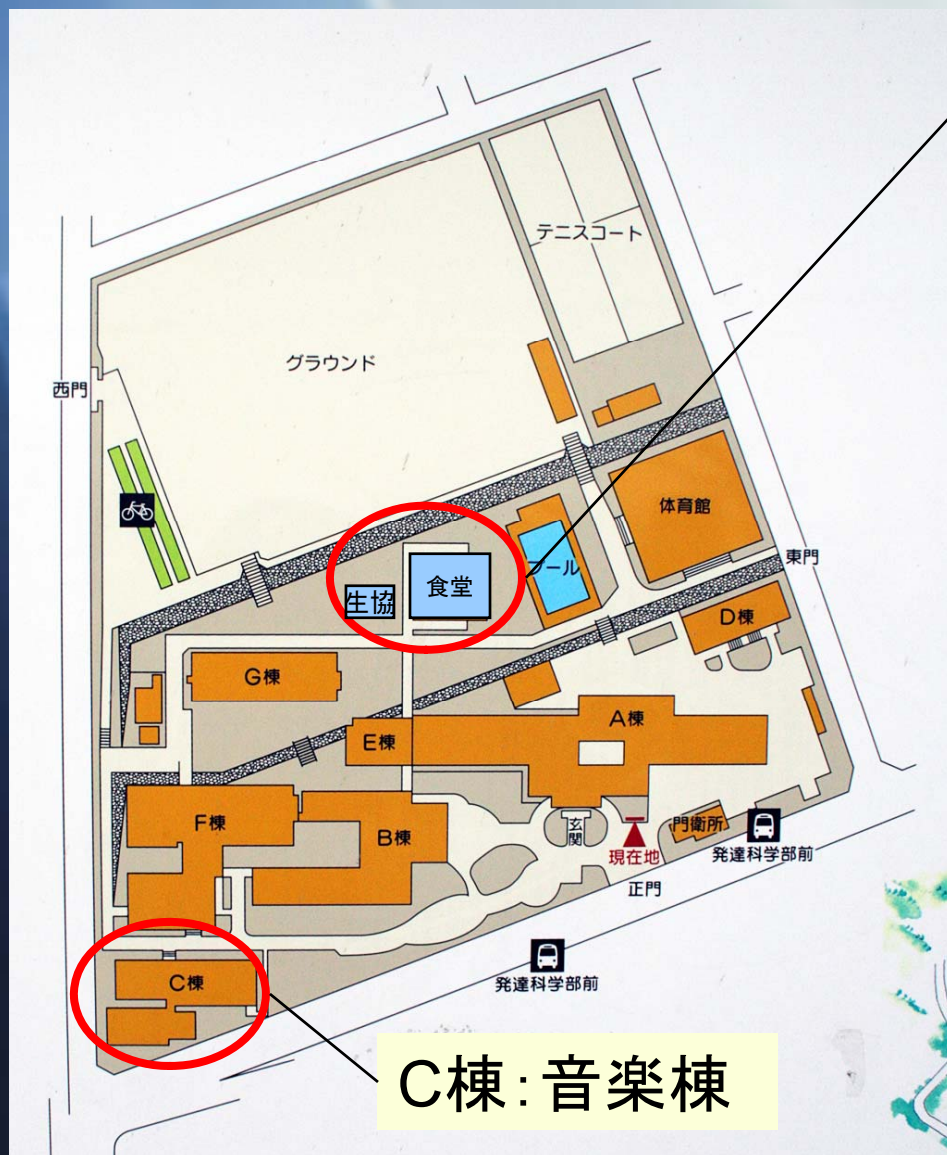 テニスコート
グラウンド
西門
体育館
プール
東門
食堂
生協
D棟
G棟
A棟
E棟
F棟
B棟
玄関
門衛所
現在地
発達科学部前
正門
発達科学部前
C棟
C棟:音楽棟